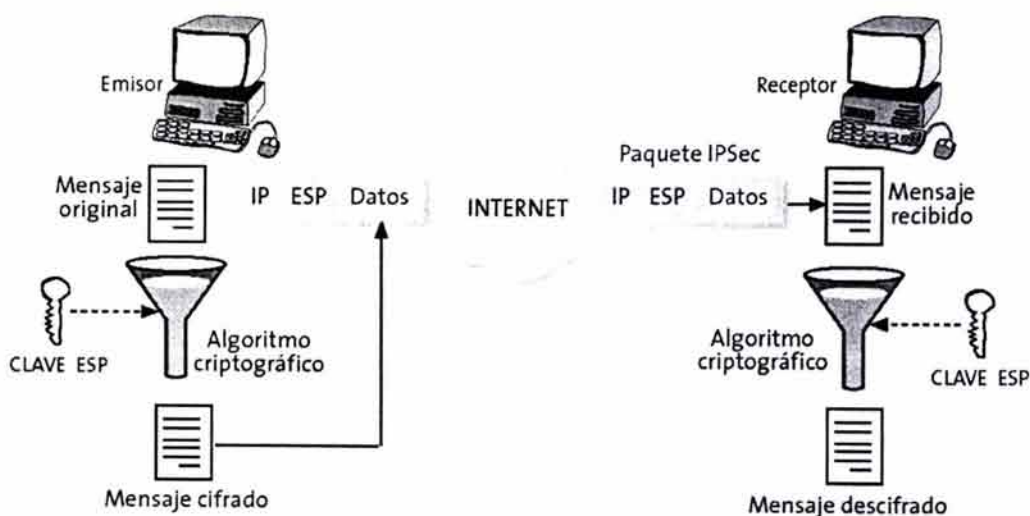 Emisor
Receptor
Paquete IPSec
Mensaje
original
IP ESP Datos
INTERNET
IP ESP Datos
Mensaje
recibido
CLAVE ESP
Algoritmo
criptográfico
Algoritmo
criptográfico
CLAVE ESP
Mensaje cifrado
Mensaje descifrado